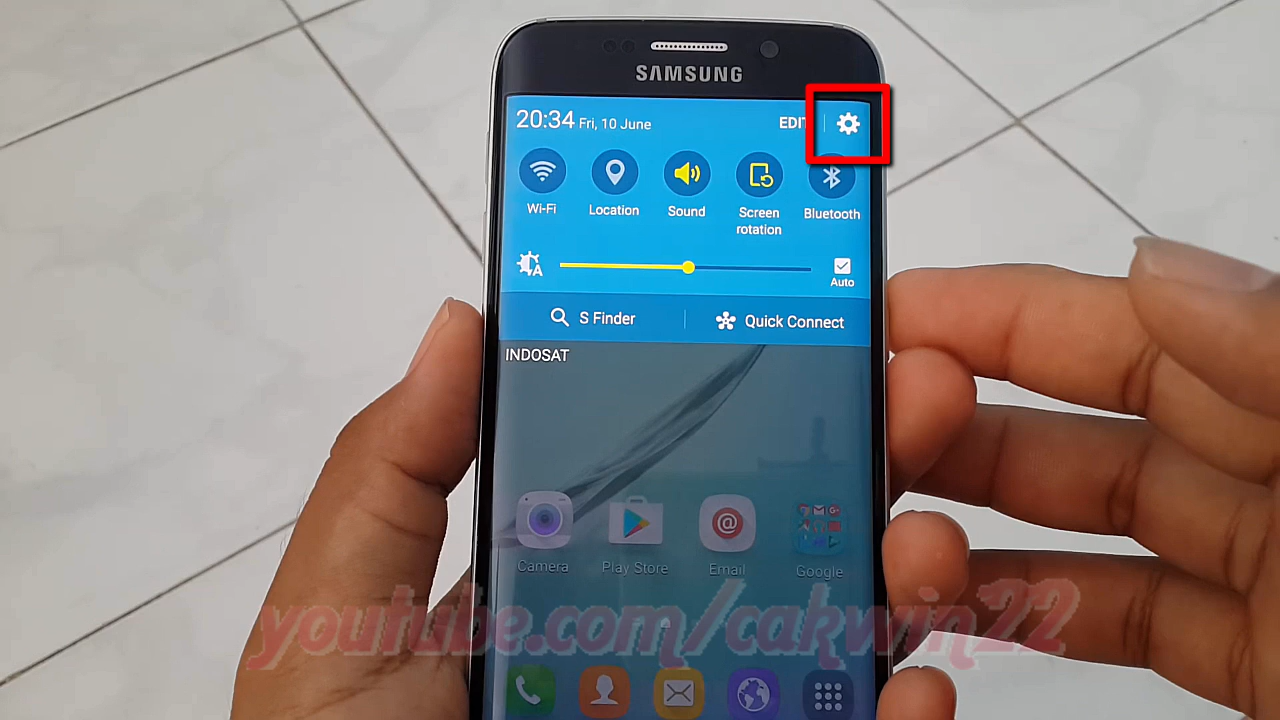 SAMSUNG
20:34 Fri, 10 June EDIT
Wi-Fi Location Sound Screen rotation Bluetooth
Auto
S Finder Quick Connect
INDOSAT
Camera Play Store Email Google
youtube.com/cakwin22